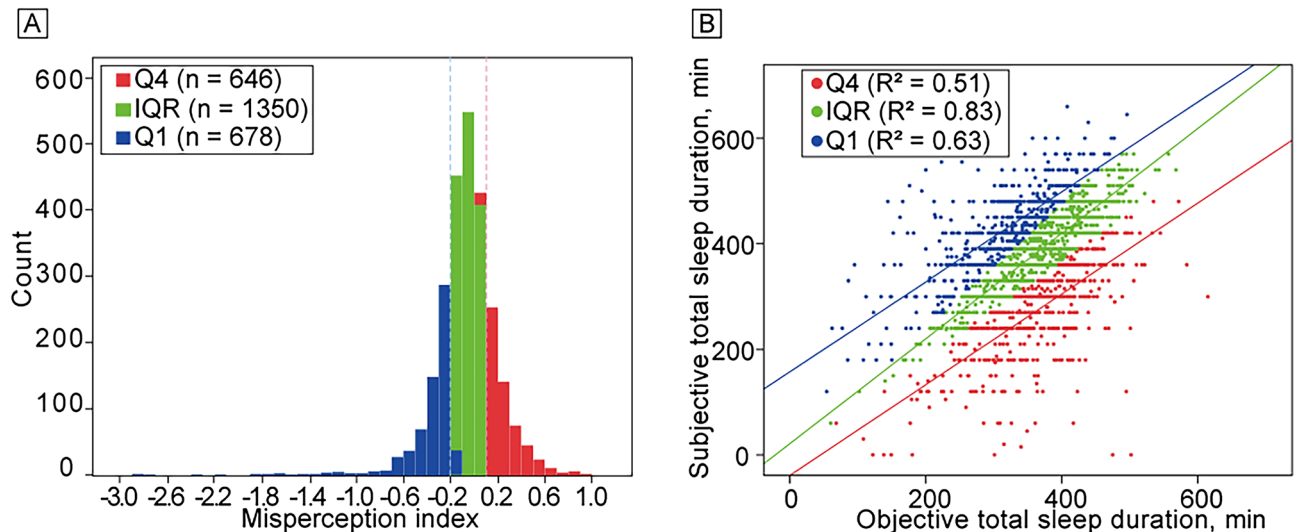 A
Q4 (n = 646)
IQR (n = 1350)
Q1 (n = 678)
600
500
400
300
200
100
0
Count
-3.0 -2.6 -2.2 -1.8 -1.4 -1.0 -0.6 -0.2 0.2 0.6 1.0
Misperception index
B
Q4 (R² = 0.51)
IQR (R² = 0.83)
Q1 (R² = 0.63)
600
400
200
0
Subjective total sleep duration, min
0 200 400 600
Objective total sleep duration, min